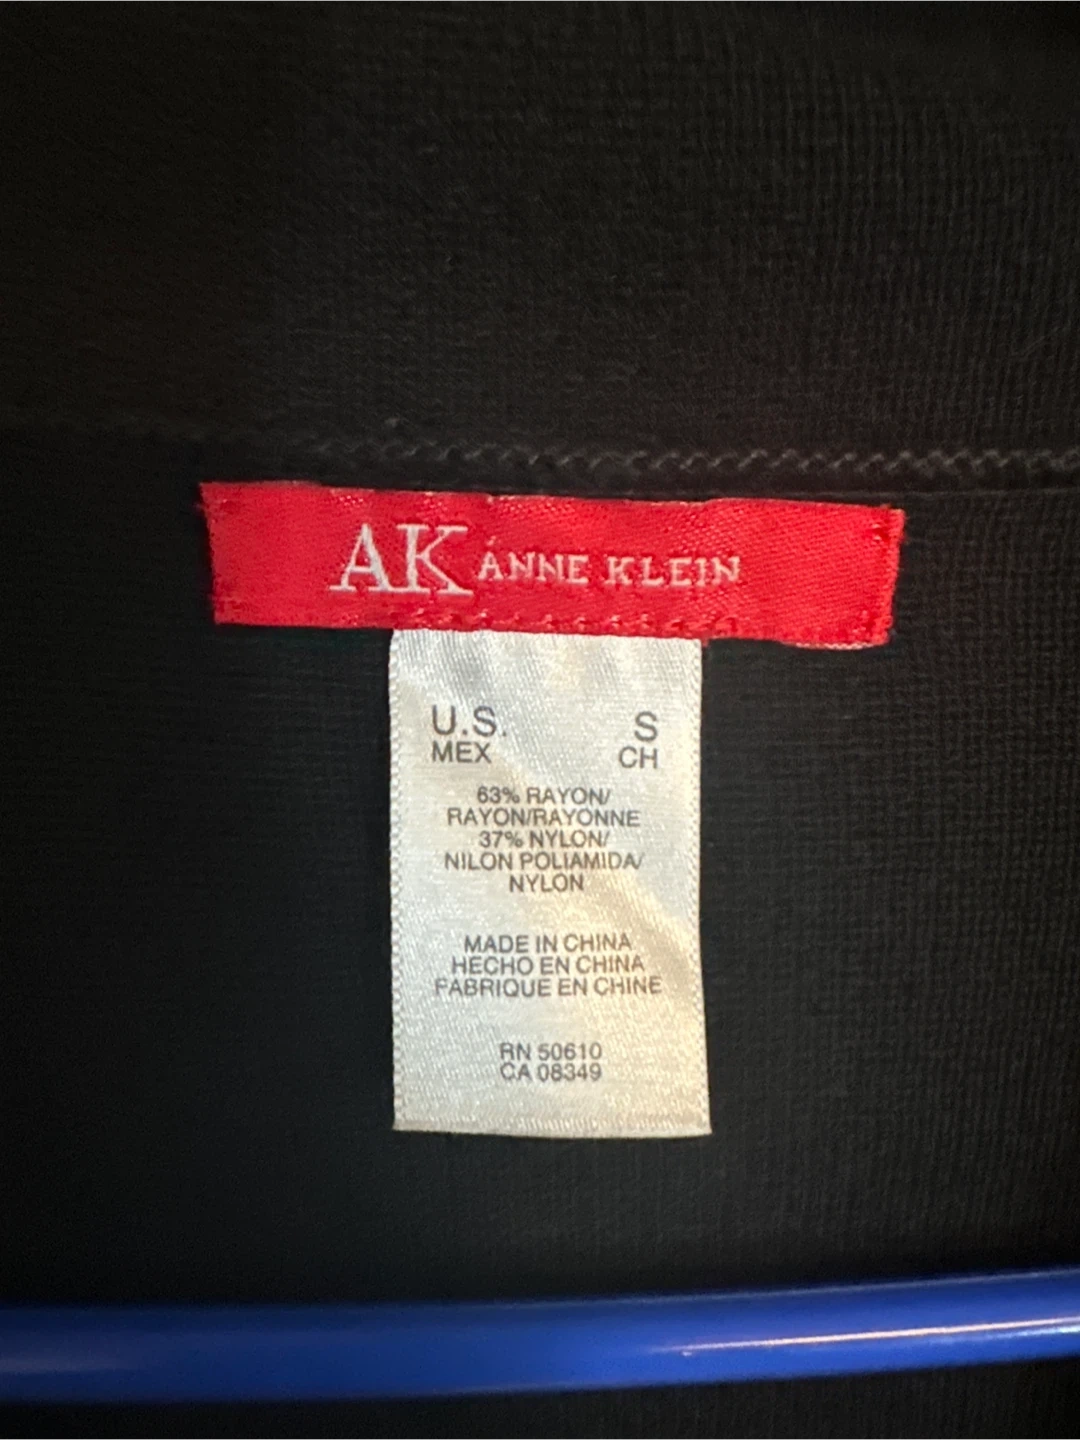 AK ANNE KLEIN
U.S. S
MEX CH
63% RAYON/
RAYON/RAYONNE
37% NYLON/
NILON POLIAMIDA/
NYLON
MADE IN CHINA
HECHO EN CHINA
FABRIQUE EN CHINE
RN 50610
CA 08349